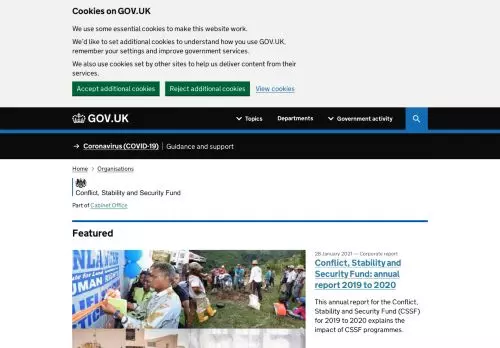 Cookies on GOV.UK
We use some essential cookies to make this website work.
We'd like to set additional cookies to understand how you use GOV.UK,
remember your settings and improve government services.
We also use cookies set by other sites to help us deliver content from their
services.
Accept additional cookies Reject additional cookies View cookies
GOV.UK Topics Departments Government activity
→ Coronavirus (COVID-19) Guidance and support
Home > Organisations
Conflict, Stability and Security Fund
Part of Cabinet Office
Featured
28 January 2021 — Corporate report
Conflict, Stability and
Security Fund: annual
report 2019 to 2020
This annual report for the Conflict,
Stability and Security Fund (CSSF)
for 2019 to 2020 explains the
impact of CSSF programmes.